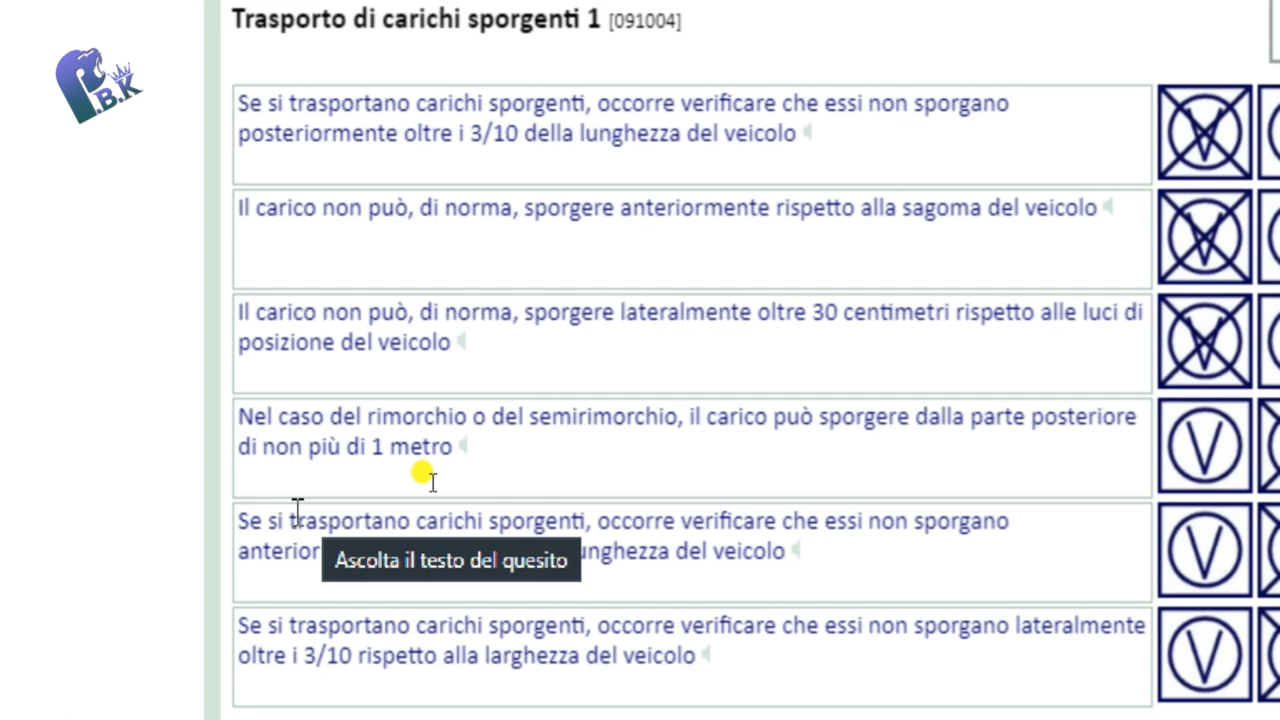 Trasporto di carichi sporgenti 1 [091004]
P.B.K
Se si trasportano carichi sporgenti, occorre verificare che essi non sporgano
posteriormente oltre i 3/10 della lunghezza del veicolo
V
Il carico non può, di norma, sporgere anteriormente rispetto alla sagoma del veicolo
V
Il carico non può, di norma, sporgere lateralmente oltre 30 centimetri rispetto alle luci di
posizione del veicolo
V
Nel caso del rimorchio o del semirimorchio, il carico può sporgere dalla parte posteriore
di non più di 1 metro
V
Se si trasportano carichi sporgenti, occorre verificare che essi non sporgano
anterior unghezza del veicolo
V
Ascolta il testo del quesito
Se si trasportano carichi sporgenti, occorre verificare che essi non sporgano lateralmente
oltre i 3/10 rispetto alla larghezza del veicolo
V